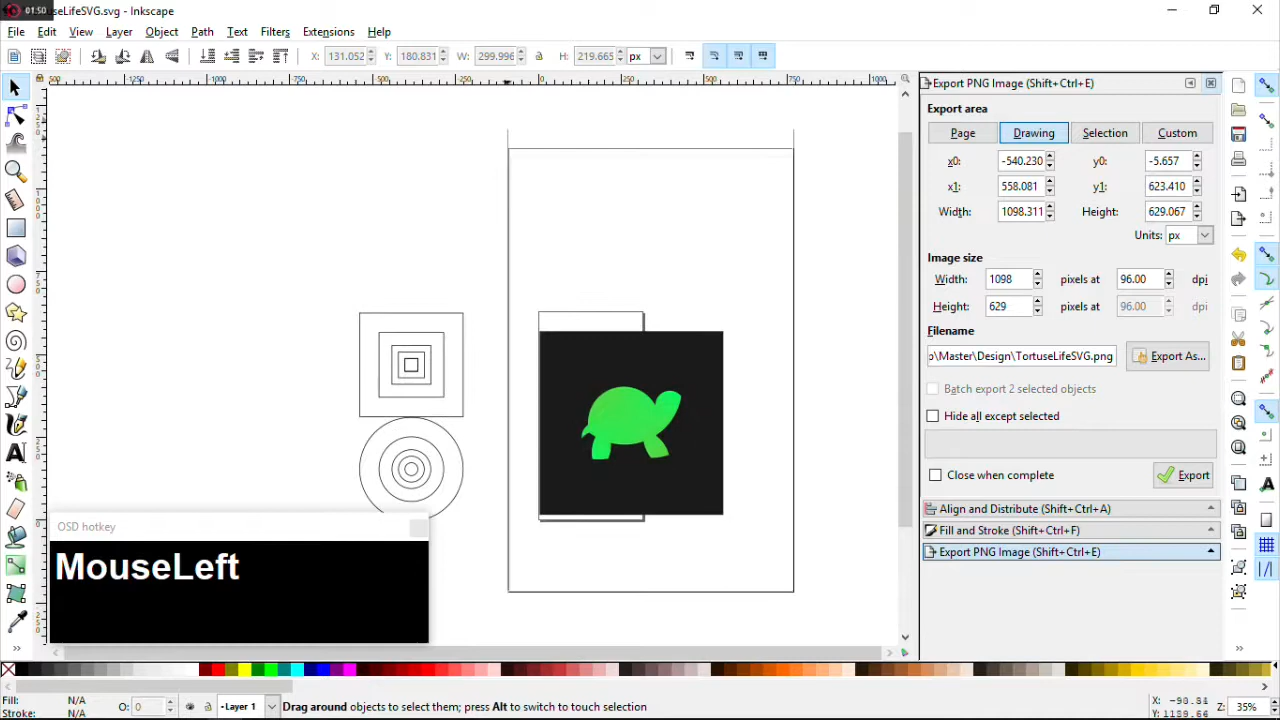 01:50
useLifeSVG.svg - Inkscape
File Edit View Layer Object Path Text Filters Extensions Help
X: 131.052 Y: 180.831 W: 299.996 H: 219.665 px
Export PNG Image (Shift+Ctrl+E)
Export area
Page Drawing Selection Custom
x0: -540.230 y0: -5.657
x1: 558.081 y1: 623.410
Width: 1098.311 Height: 629.067
Units: px
Image size
Width: 1098 pixels at 96.00 dpi
Height: 629 pixels at 96.00 dpi
Filename
›\Master\Design\TortuseLifeSVG.png Export As...
Batch export 2 selected objects
Hide all except selected
Close when complete Export
Align and Distribute (Shift+Ctrl+A)
Fill and Stroke (Shift+Ctrl+F)
Export PNG Image (Shift+Ctrl+E)
OSD hotkey
MouseLeft
Fill: N/A
Stroke: N/A
O: 0
Layer 1
Drag around objects to select them; press Alt to switch to touch selection
X: -90.84
Y: 1189.64
Z: 35%